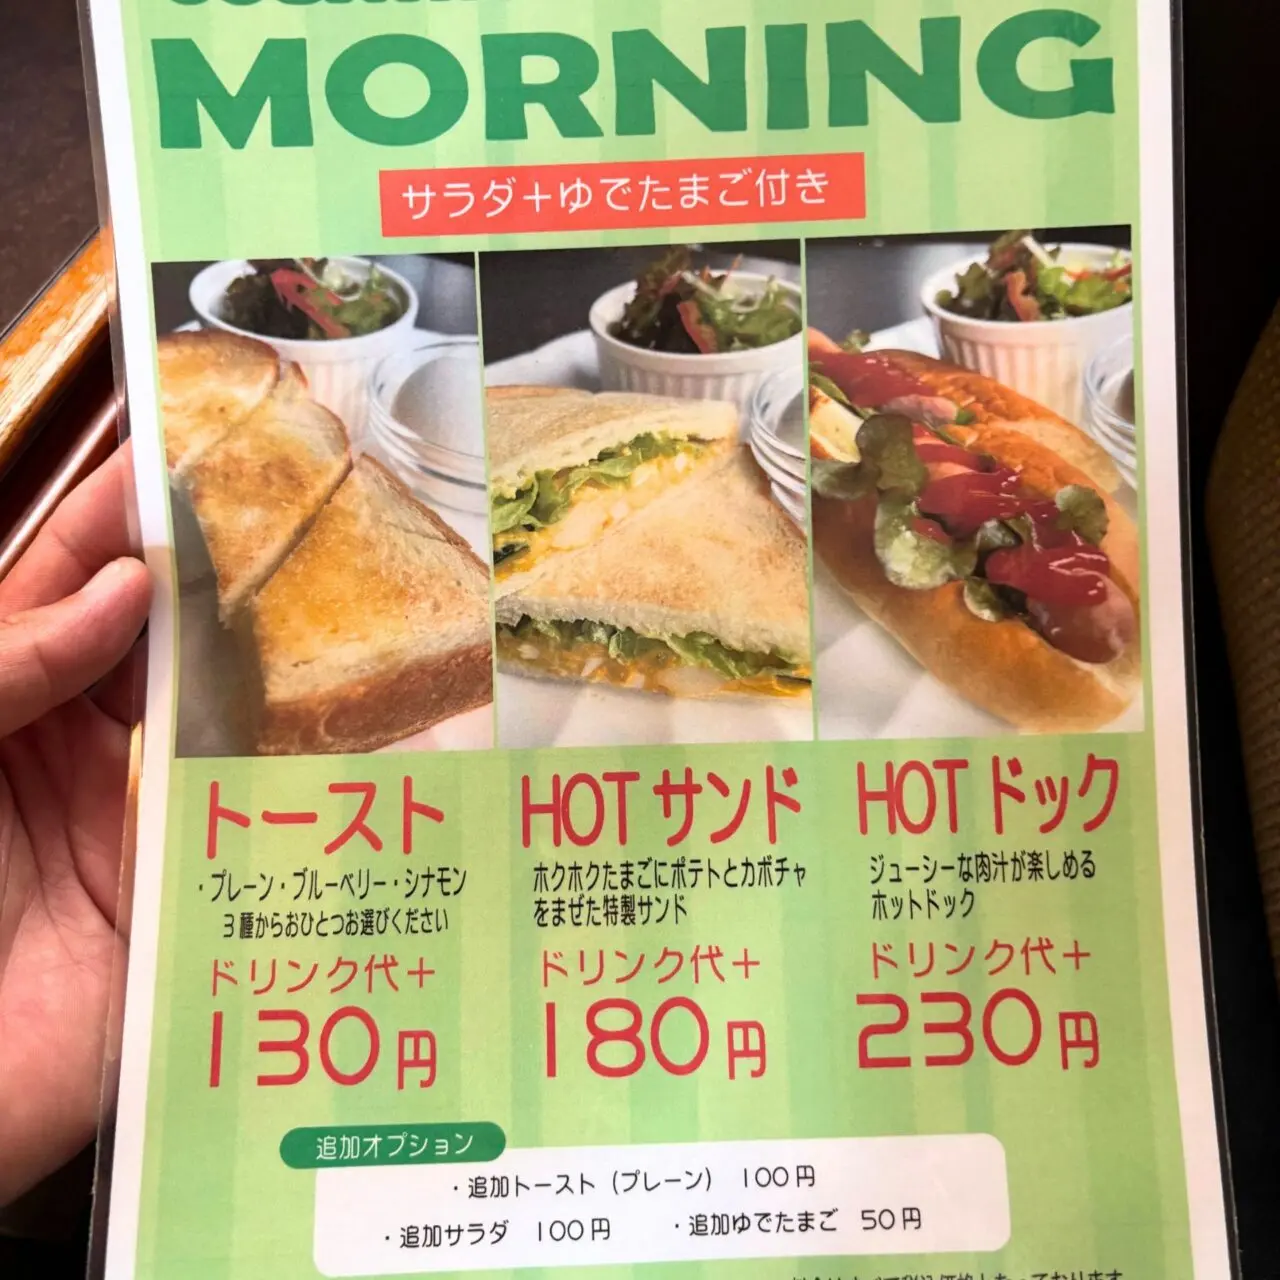 MORNING
サラダ＋ゆでたまご付き
トースト
・プレーン・ブルーベリー・シナモン
3種からおひとつお選びください
ドリンク代＋
130円
HOTサンド
ホクホクたまごにポテトとカボチャ
をまぜた特製サンド
ドリンク代＋
180円
HOTドック
ジューシーな肉汁が楽しめる
ホットドック
ドリンク代＋
230円
追加オプション
・追加トースト（プレーン） 100円
・追加サラダ 100円 ・追加ゆでたまご 50円